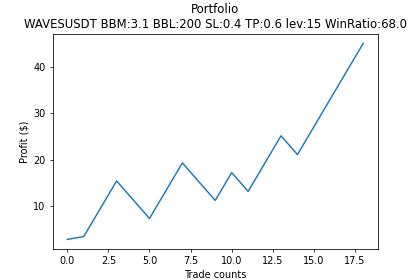 Portfolio
WAVESUSDT BBM:3.1 BBL:200 SL:0.4 TP:0.6 lev:15 WinRatio:68.0
Profit ($)
40
30
20
10
0.0 2.5 5.0 7.5 10.0 12.5 15.0 17.5
Trade counts